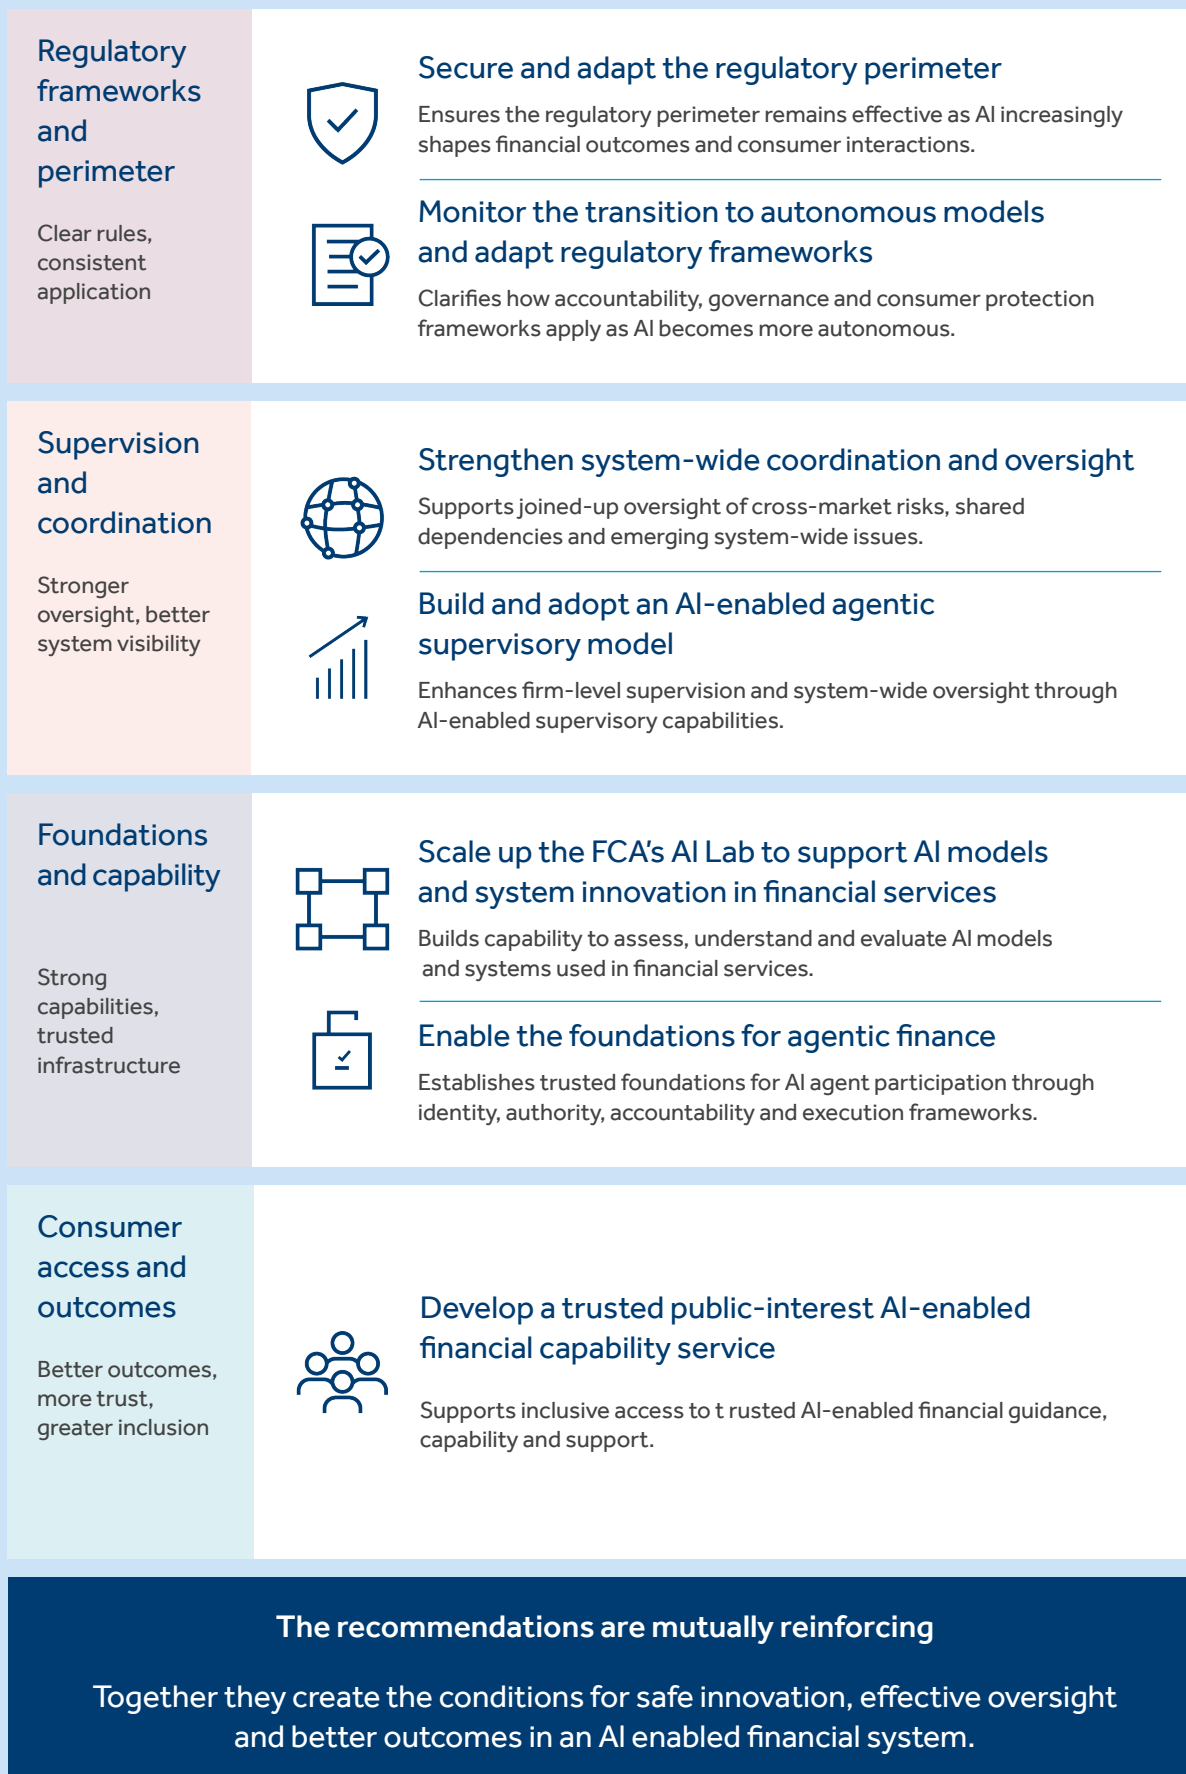 Regulatory
frameworks
and
perimeter
Clear rules,
consistent
application
Secure and adapt the regulatory perimeter
Ensures the regulatory perimeter remains effective as AI increasingly
shapes financial outcomes and consumer interactions.
Monitor the transition to autonomous models
and adapt regulatory frameworks
Clarifies how accountability, governance and consumer protection
frameworks apply as AI becomes more autonomous.
Supervision
and
coordination
Stronger
oversight, better
system visibility
Strengthen system-wide coordination and oversight
Supports joined-up oversight of cross-market risks, shared
dependencies and emerging system-wide issues.
Build and adopt an AI-enabled agentic
supervisory model
Enhances firm-level supervision and system-wide oversight through
AI-enabled supervisory capabilities.
Foundations
and capability
Strong
capabilities,
trusted
infrastructure
Scale up the FCA's AI Lab to support AI models
and system innovation in financial services
Builds capability to assess, understand and evaluate AI models
and systems used in financial services.
Enable the foundations for agentic finance
Establishes trusted foundations for AI agent participation through
identity, authority, accountability and execution frameworks.
Consumer
access and
outcomes
Better outcomes,
more trust,
greater inclusion
Develop a trusted public-interest AI-enabled
financial capability service
Supports inclusive access to t rusted AI-enabled financial guidance,
capability and support.
The recommendations are mutually reinforcing
Together they create the conditions for safe innovation, effective oversight
and better outcomes in an AI enabled financial system.